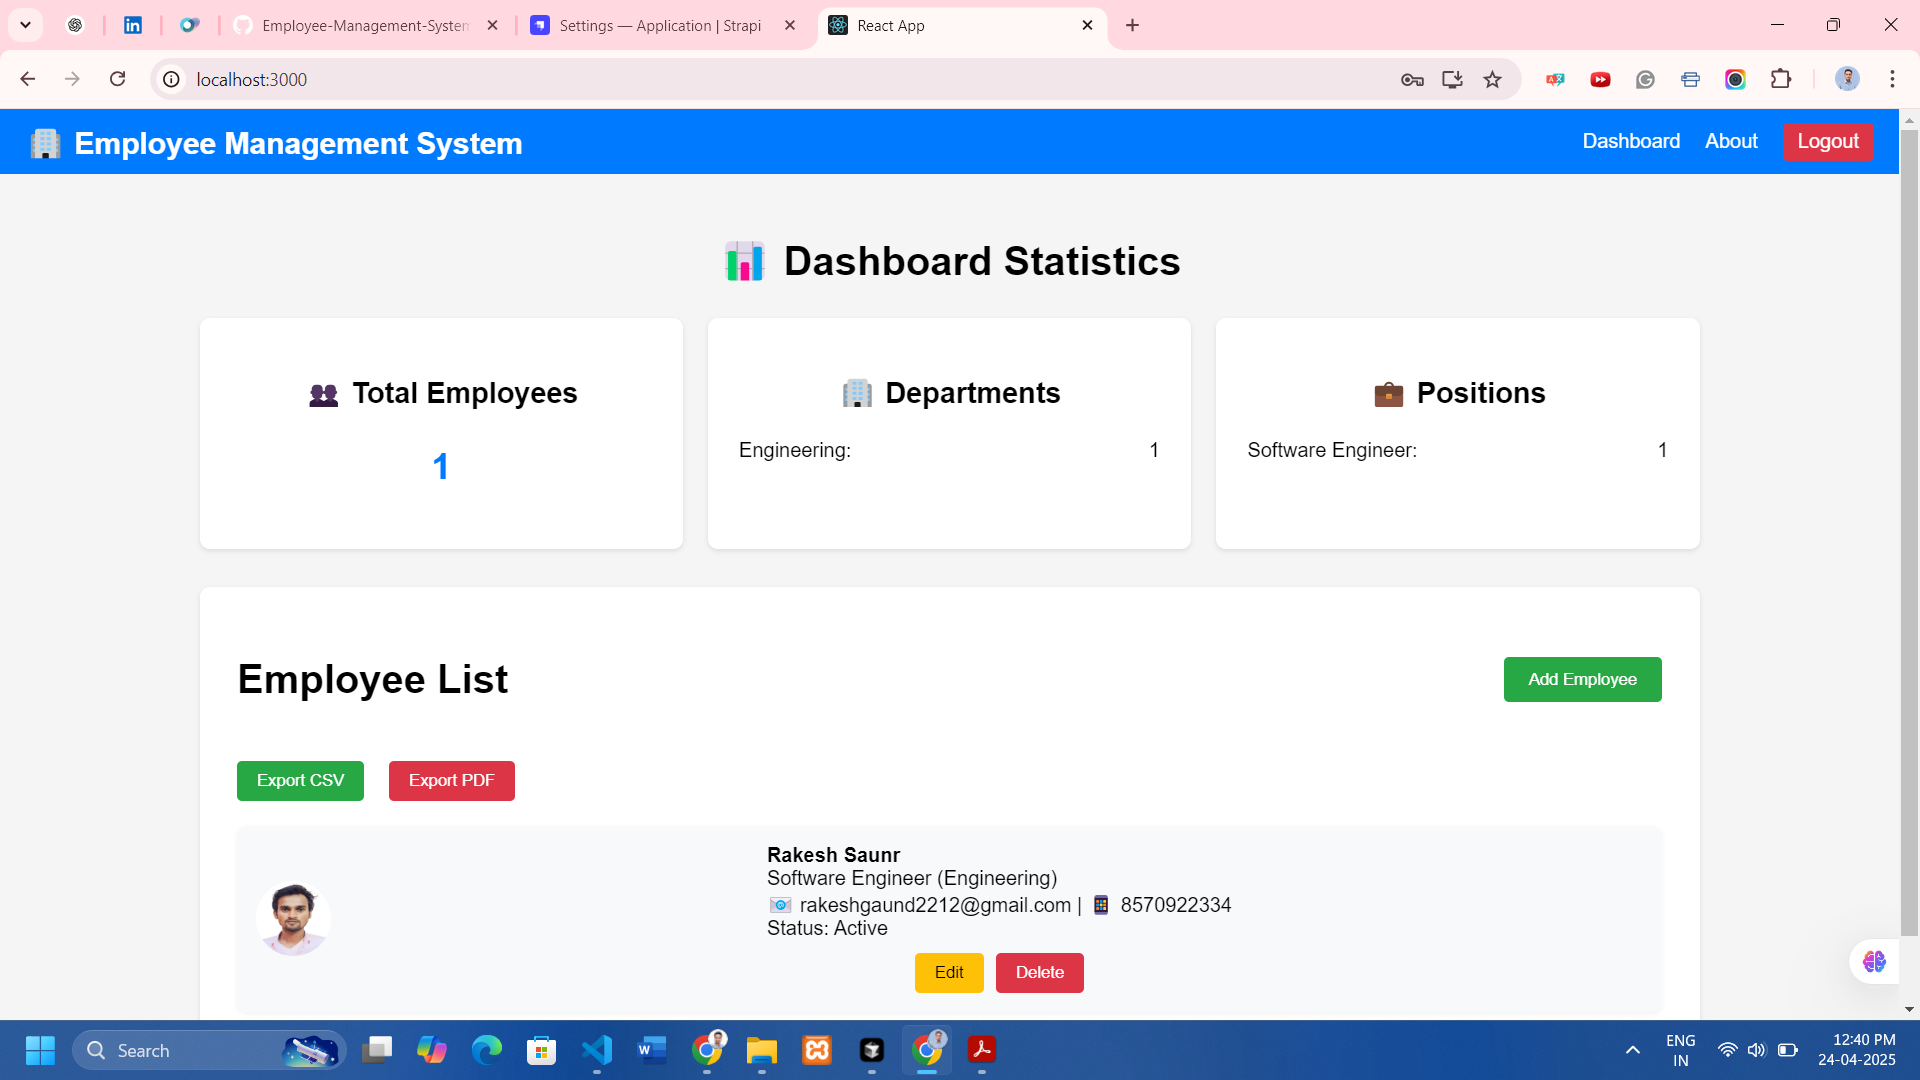 Employee-Management-System
Settings — Application | Strapi
React App
localhost:3000
Employee Management System
Dashboard
About
Logout
Dashboard Statistics
Total Employees
1
Departments
Engineering: 1
Positions
Software Engineer: 1
Employee List
Add Employee
Export CSV
Export PDF
Rakesh Saunr
Software Engineer (Engineering)
rakeshgaund2212@gmail.com | 8570922334
Status: Active
Edit
Delete
Search
ENG
IN
12:40 PM
24-04-2025